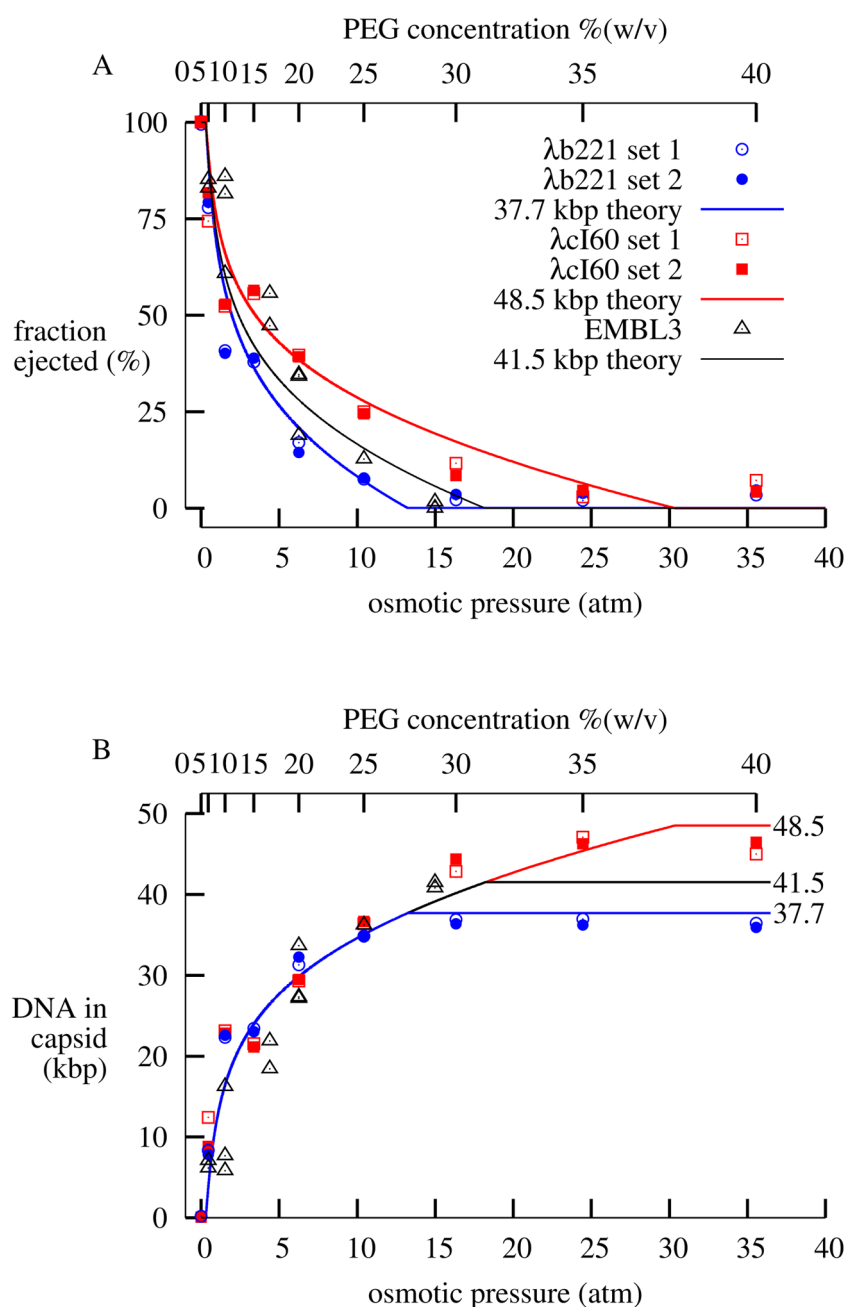 PEG concentration %(w/v)
A
0 5 10 15 20 25 30 35 40
100
75
50
25
0
fraction
ejected (%)
λb221 set 1
λb221 set 2
37.7 kbp theory
λcI60 set 1
λcI60 set 2
48.5 kbp theory
EMBL3
41.5 kbp theory
0 5 10 15 20 25 30 35 40
osmotic pressure (atm)
PEG concentration %(w/v)
B
0 5 10 15 20 25 30 35 40
50
40
30
20
10
0
DNA in
capsid
(kbp)
48.5
41.5
37.7
0 5 10 15 20 25 30 35 40
osmotic pressure (atm)